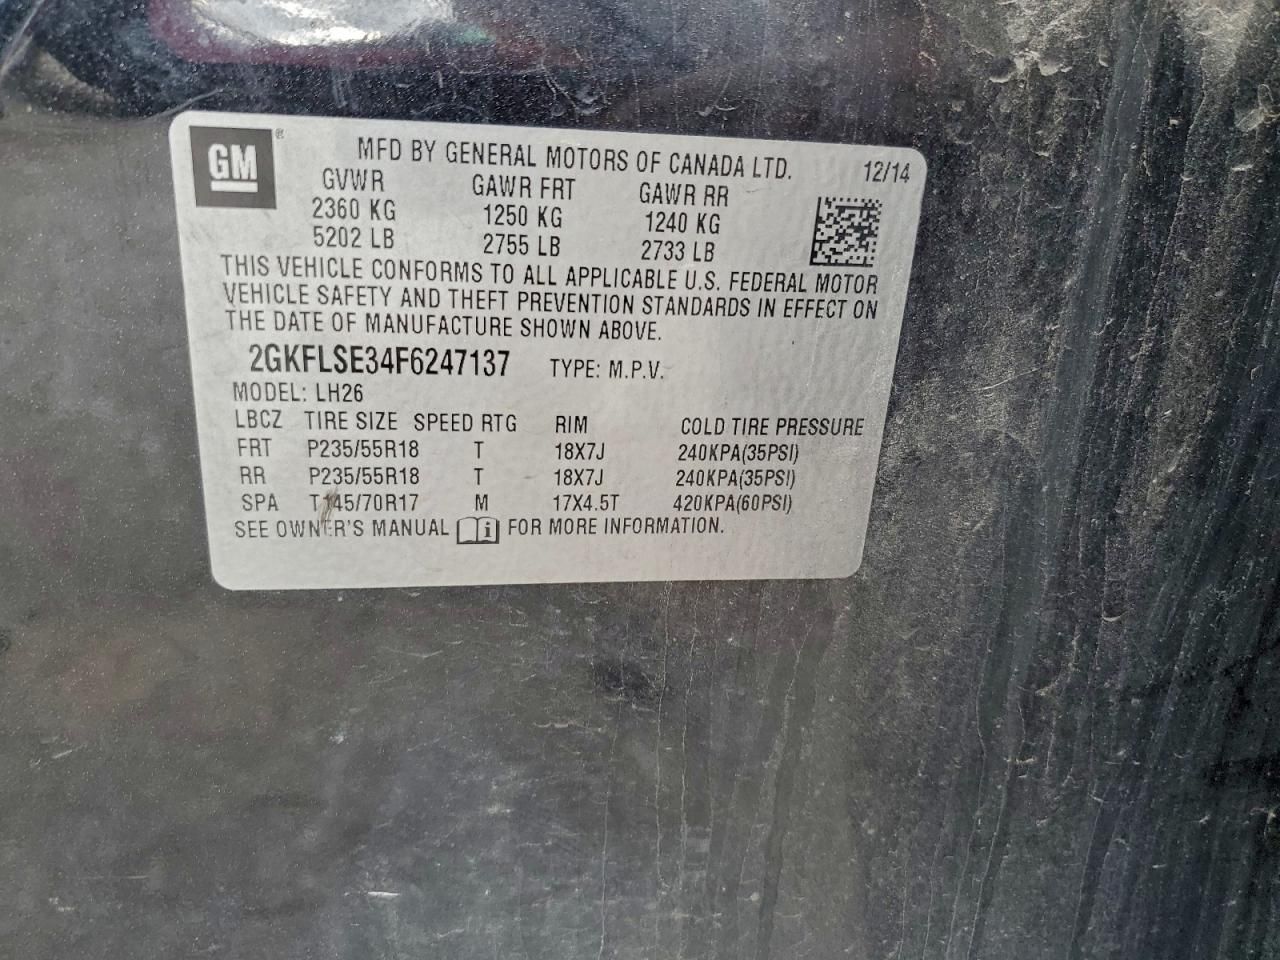 GM ®
MFD BY GENERAL MOTORS OF CANADA LTD. 12/14
GVWR GAWR FRT GAWR RR
2360 KG 1250 KG 1240 KG
5202 LB 2755 LB 2733 LB
THIS VEHICLE CONFORMS TO ALL APPLICABLE U.S. FEDERAL MOTOR
VEHICLE SAFETY AND THEFT PREVENTION STANDARDS IN EFFECT ON
THE DATE OF MANUFACTURE SHOWN ABOVE.
2GKFLSE34F6247137 TYPE: M.P.V.
MODEL: LH26
LBCZ TIRE SIZE SPEED RTG RIM COLD TIRE PRESSURE
FRT P235/55R18 T 18X7J 240KPA(35PSI)
RR P235/55R18 T 18X7J 240KPA(35PSI)
SPA T145/70R17 M 17X4.5T 420KPA(60PSI)
SEE OWNER'S MANUAL i FOR MORE INFORMATION.